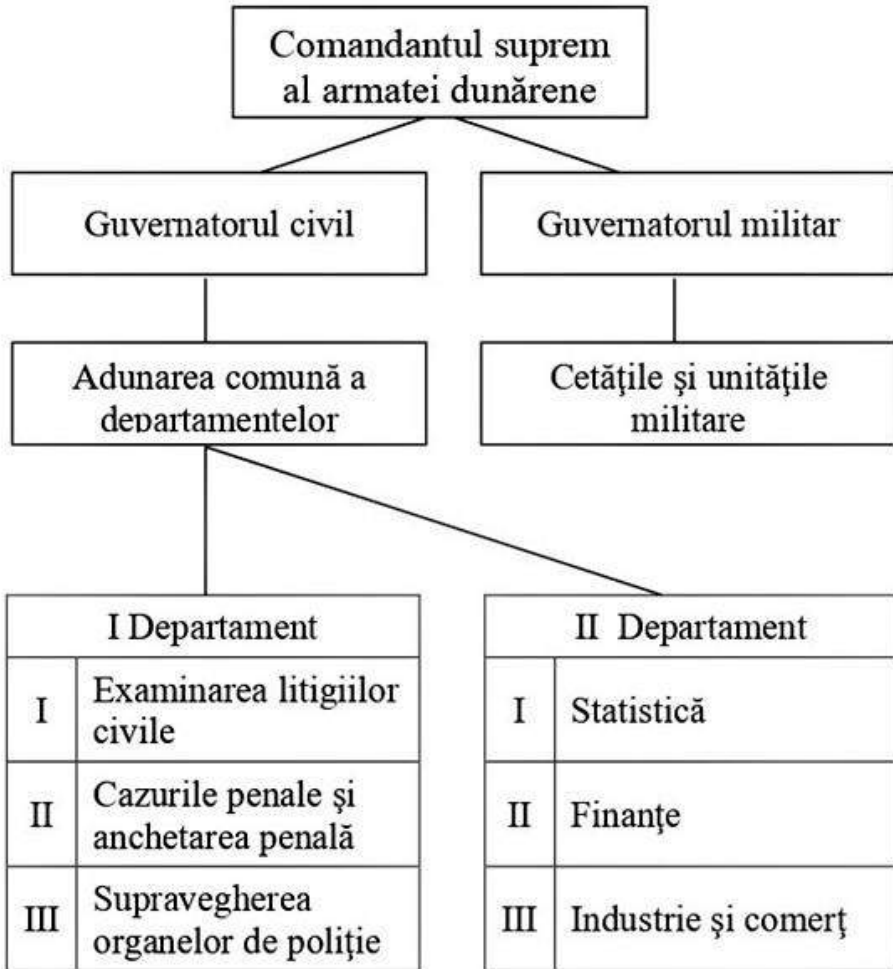 Comandantul suprem
al armatei dunărene
Guvernatorul civil
Guvernatorul militar
Adunarea comună a
departamentelor
Cetăţile şi unităţile
militare
I Departament
I
Examinarea litigiilor
civile
II
Cazurile penale şi
anchetarea penală
III
Supravegherea
organelor de poliţie
II Departament
I
Statistică
II
Finanţe
III
Industrie şi comerţ